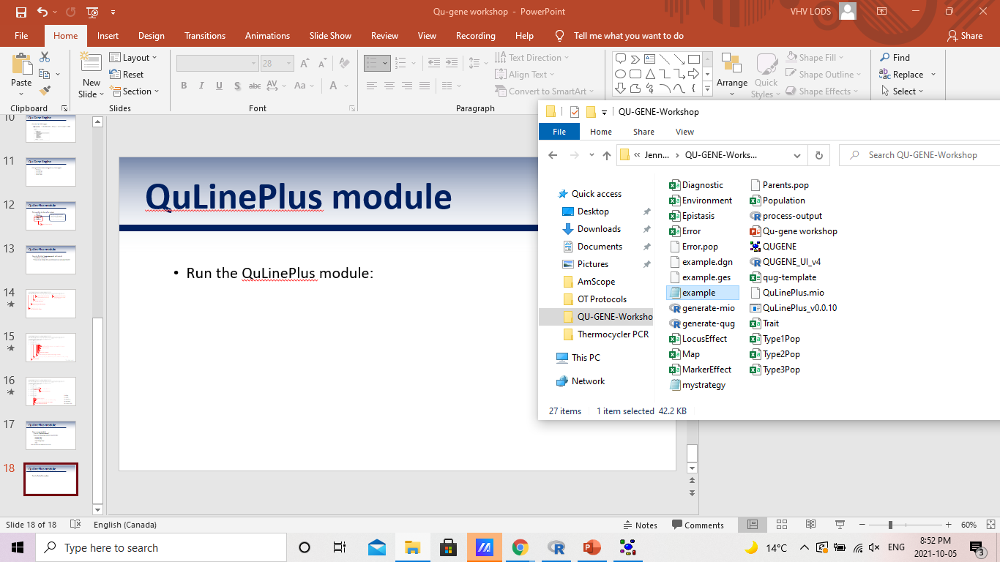 Qu-gene workshop - PowerPoint
VHV LODS
File Home Insert Design Transitions Animations Slide Show Review View Recording Help Tell me what you want to do
Share
Paste
Clipboard
New Slide
Layout
Reset
Section
Slides
28
B I U S abc AV Aa A
Font
Text Direction
Align Text
Convert to SmartArt
Paragraph
Arrange
Quick Styles
Shape Fill
Shape Outline
Shape Effects
Find
Replace
Select
10
11
12
13
14
15
16
17
18
QuLinePlus module
• Run the QuLinePlus module:
QU-GENE-Workshop
File Home Share View
« Jenn... › QU-GENE-Works...
Search QU-GENE-Workshop
Quick access
Desktop
Downloads
Documents
Pictures
AmScope
OT Protocols
QU-GENE-Worksho
Thermocycler PCR
This PC
Network
Diagnostic
Environment
Epistasis
Error
Error.pop
example.dgn
example.ges
example
generate-mio
generate-qug
LocusEffect
Map
MarkerEffect
mystrategy
Parents.pop
Population
process-output
Qu-gene workshop
QUGENE
QUGENE_UI_v4
qug-template
QuLinePlus.mio
QuLinePlus_v0.0.10
Trait
Type1Pop
Type2Pop
Type3Pop
27 items 1 item selected 42.2 KB
Slide 18 of 18 English (Canada)
Notes Comments 60%
Type here to search
14°C ENG
8:52 PM
2021-10-05
3